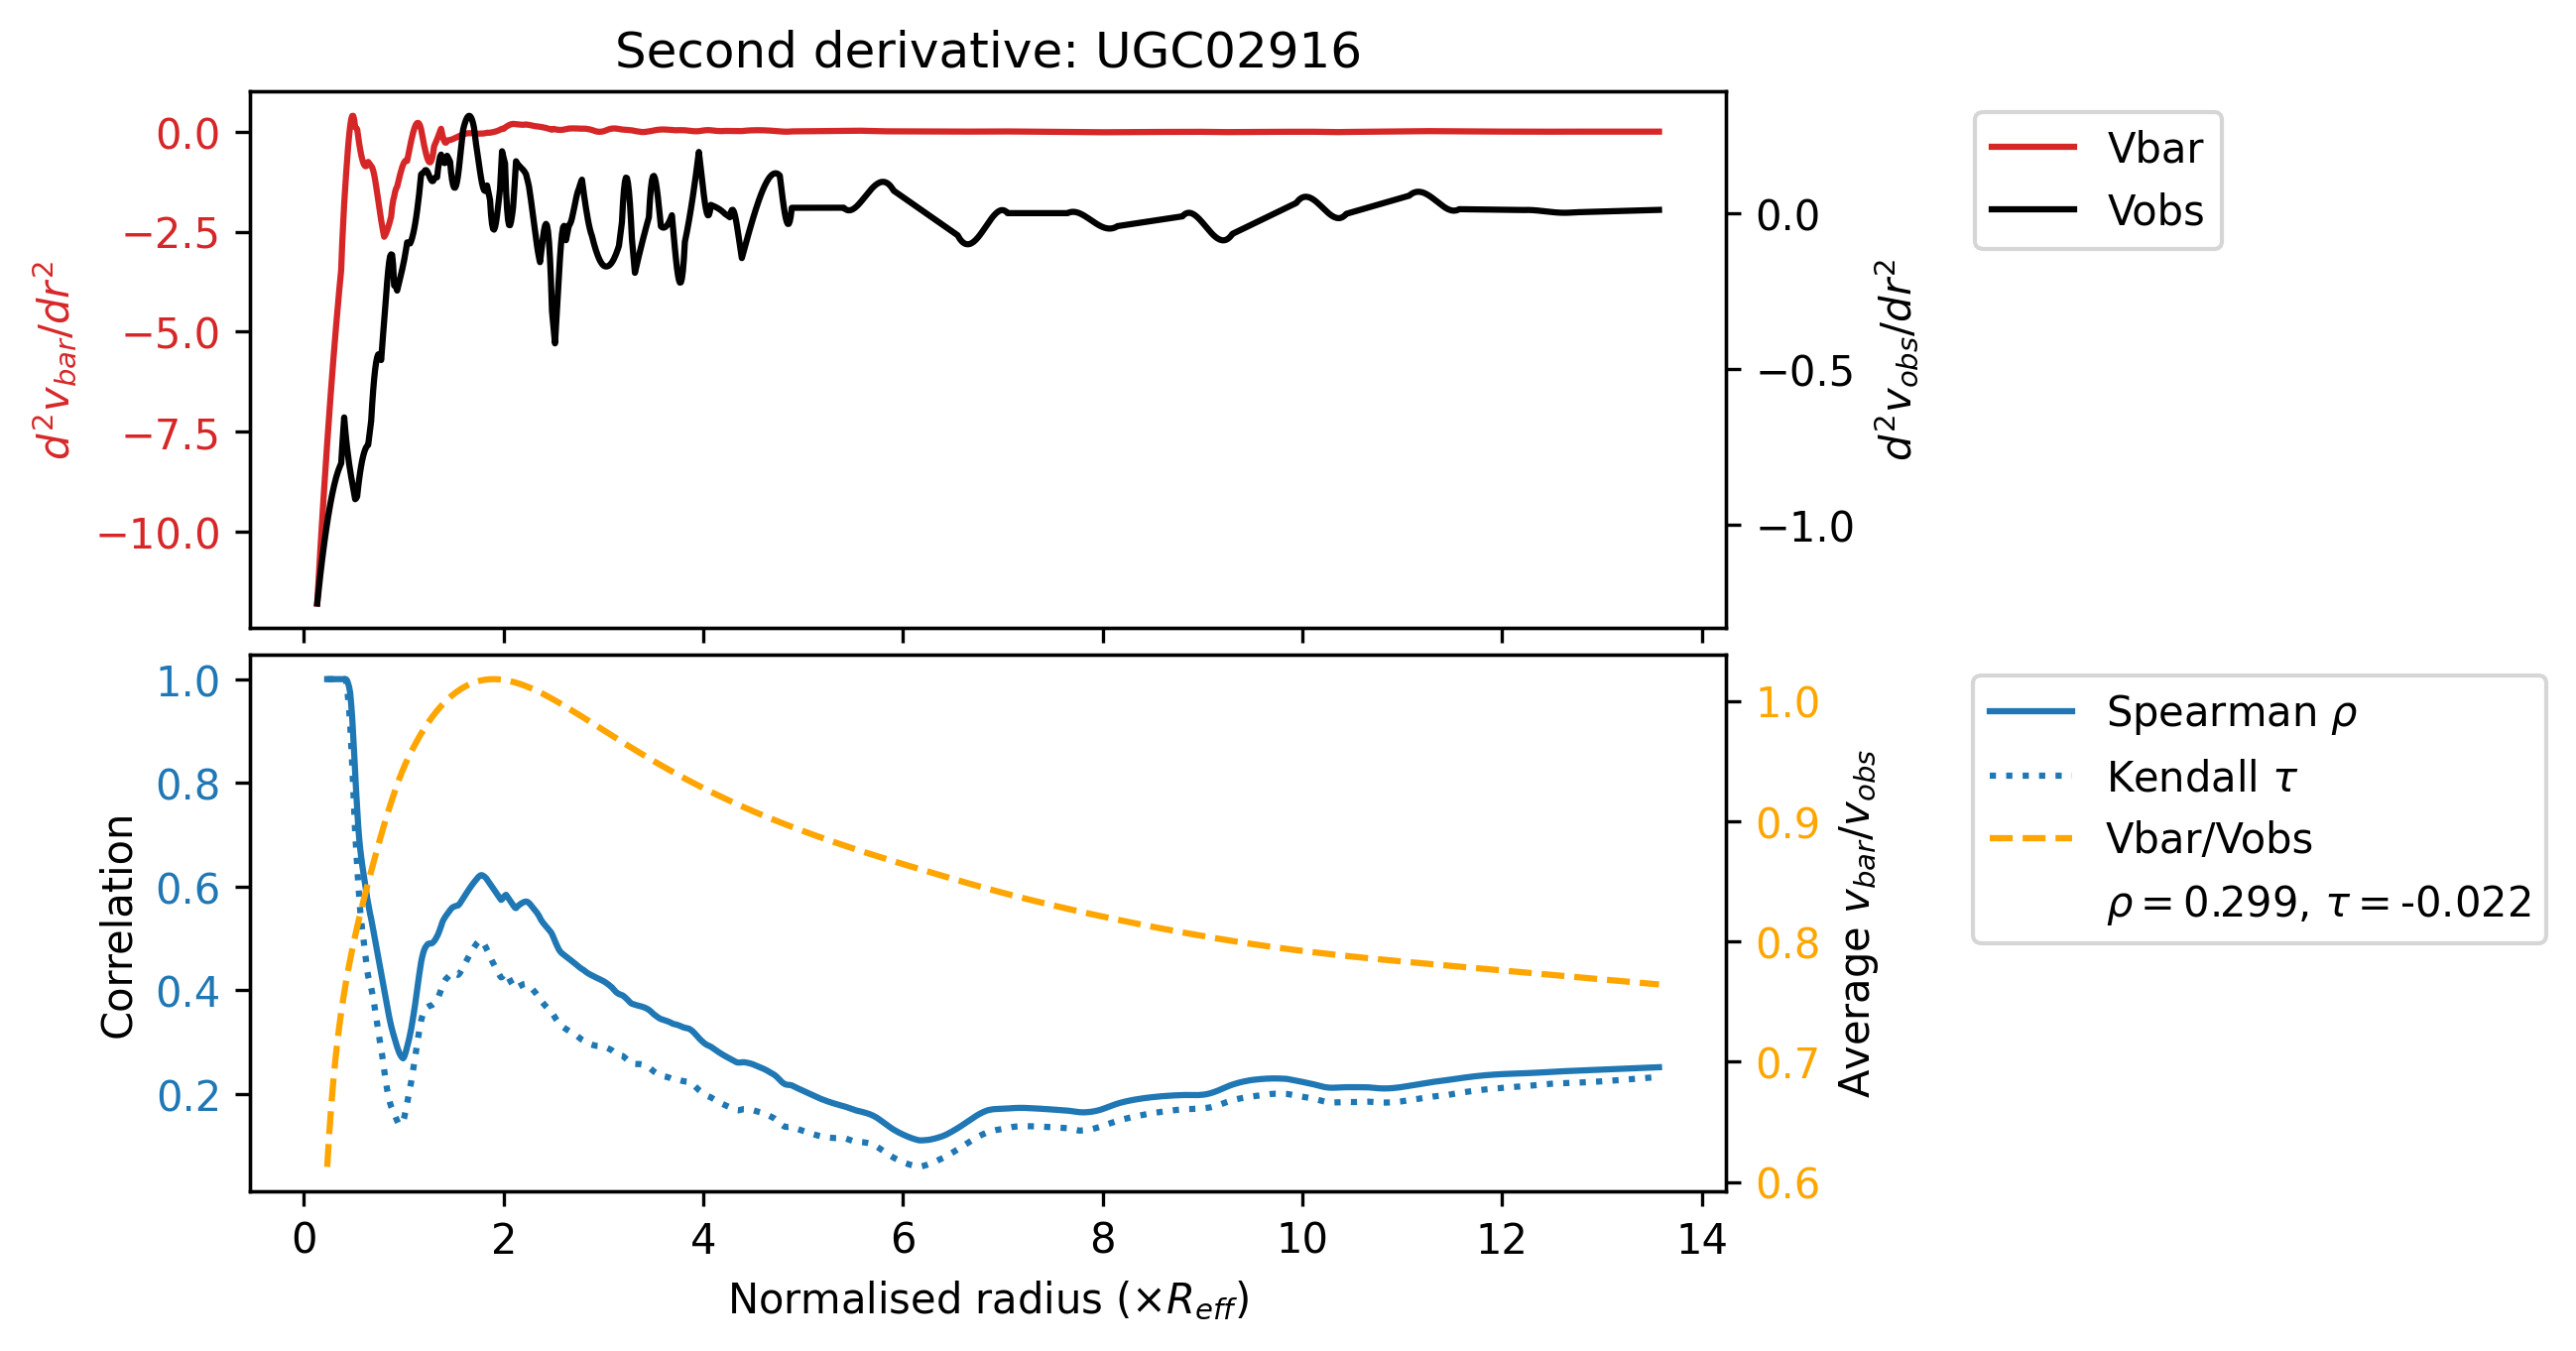 Second derivative: UGC02916
0.0
−2.5
−5.0
−7.5
−10.0
d²v_bar/dr²
0.0
−0.5
−1.0
d²v_obs/dr²
Vbar
Vobs
1.0
0.8
0.6
0.4
0.2
Correlation
1.0
0.9
0.8
0.7
0.6
Average v_bar/v_obs
Spearman ρ
Kendall τ
Vbar/Vobs
ρ = 0.299, τ = -0.022
0 2 4 6 8 10 12 14
Normalised radius (×R_eff)